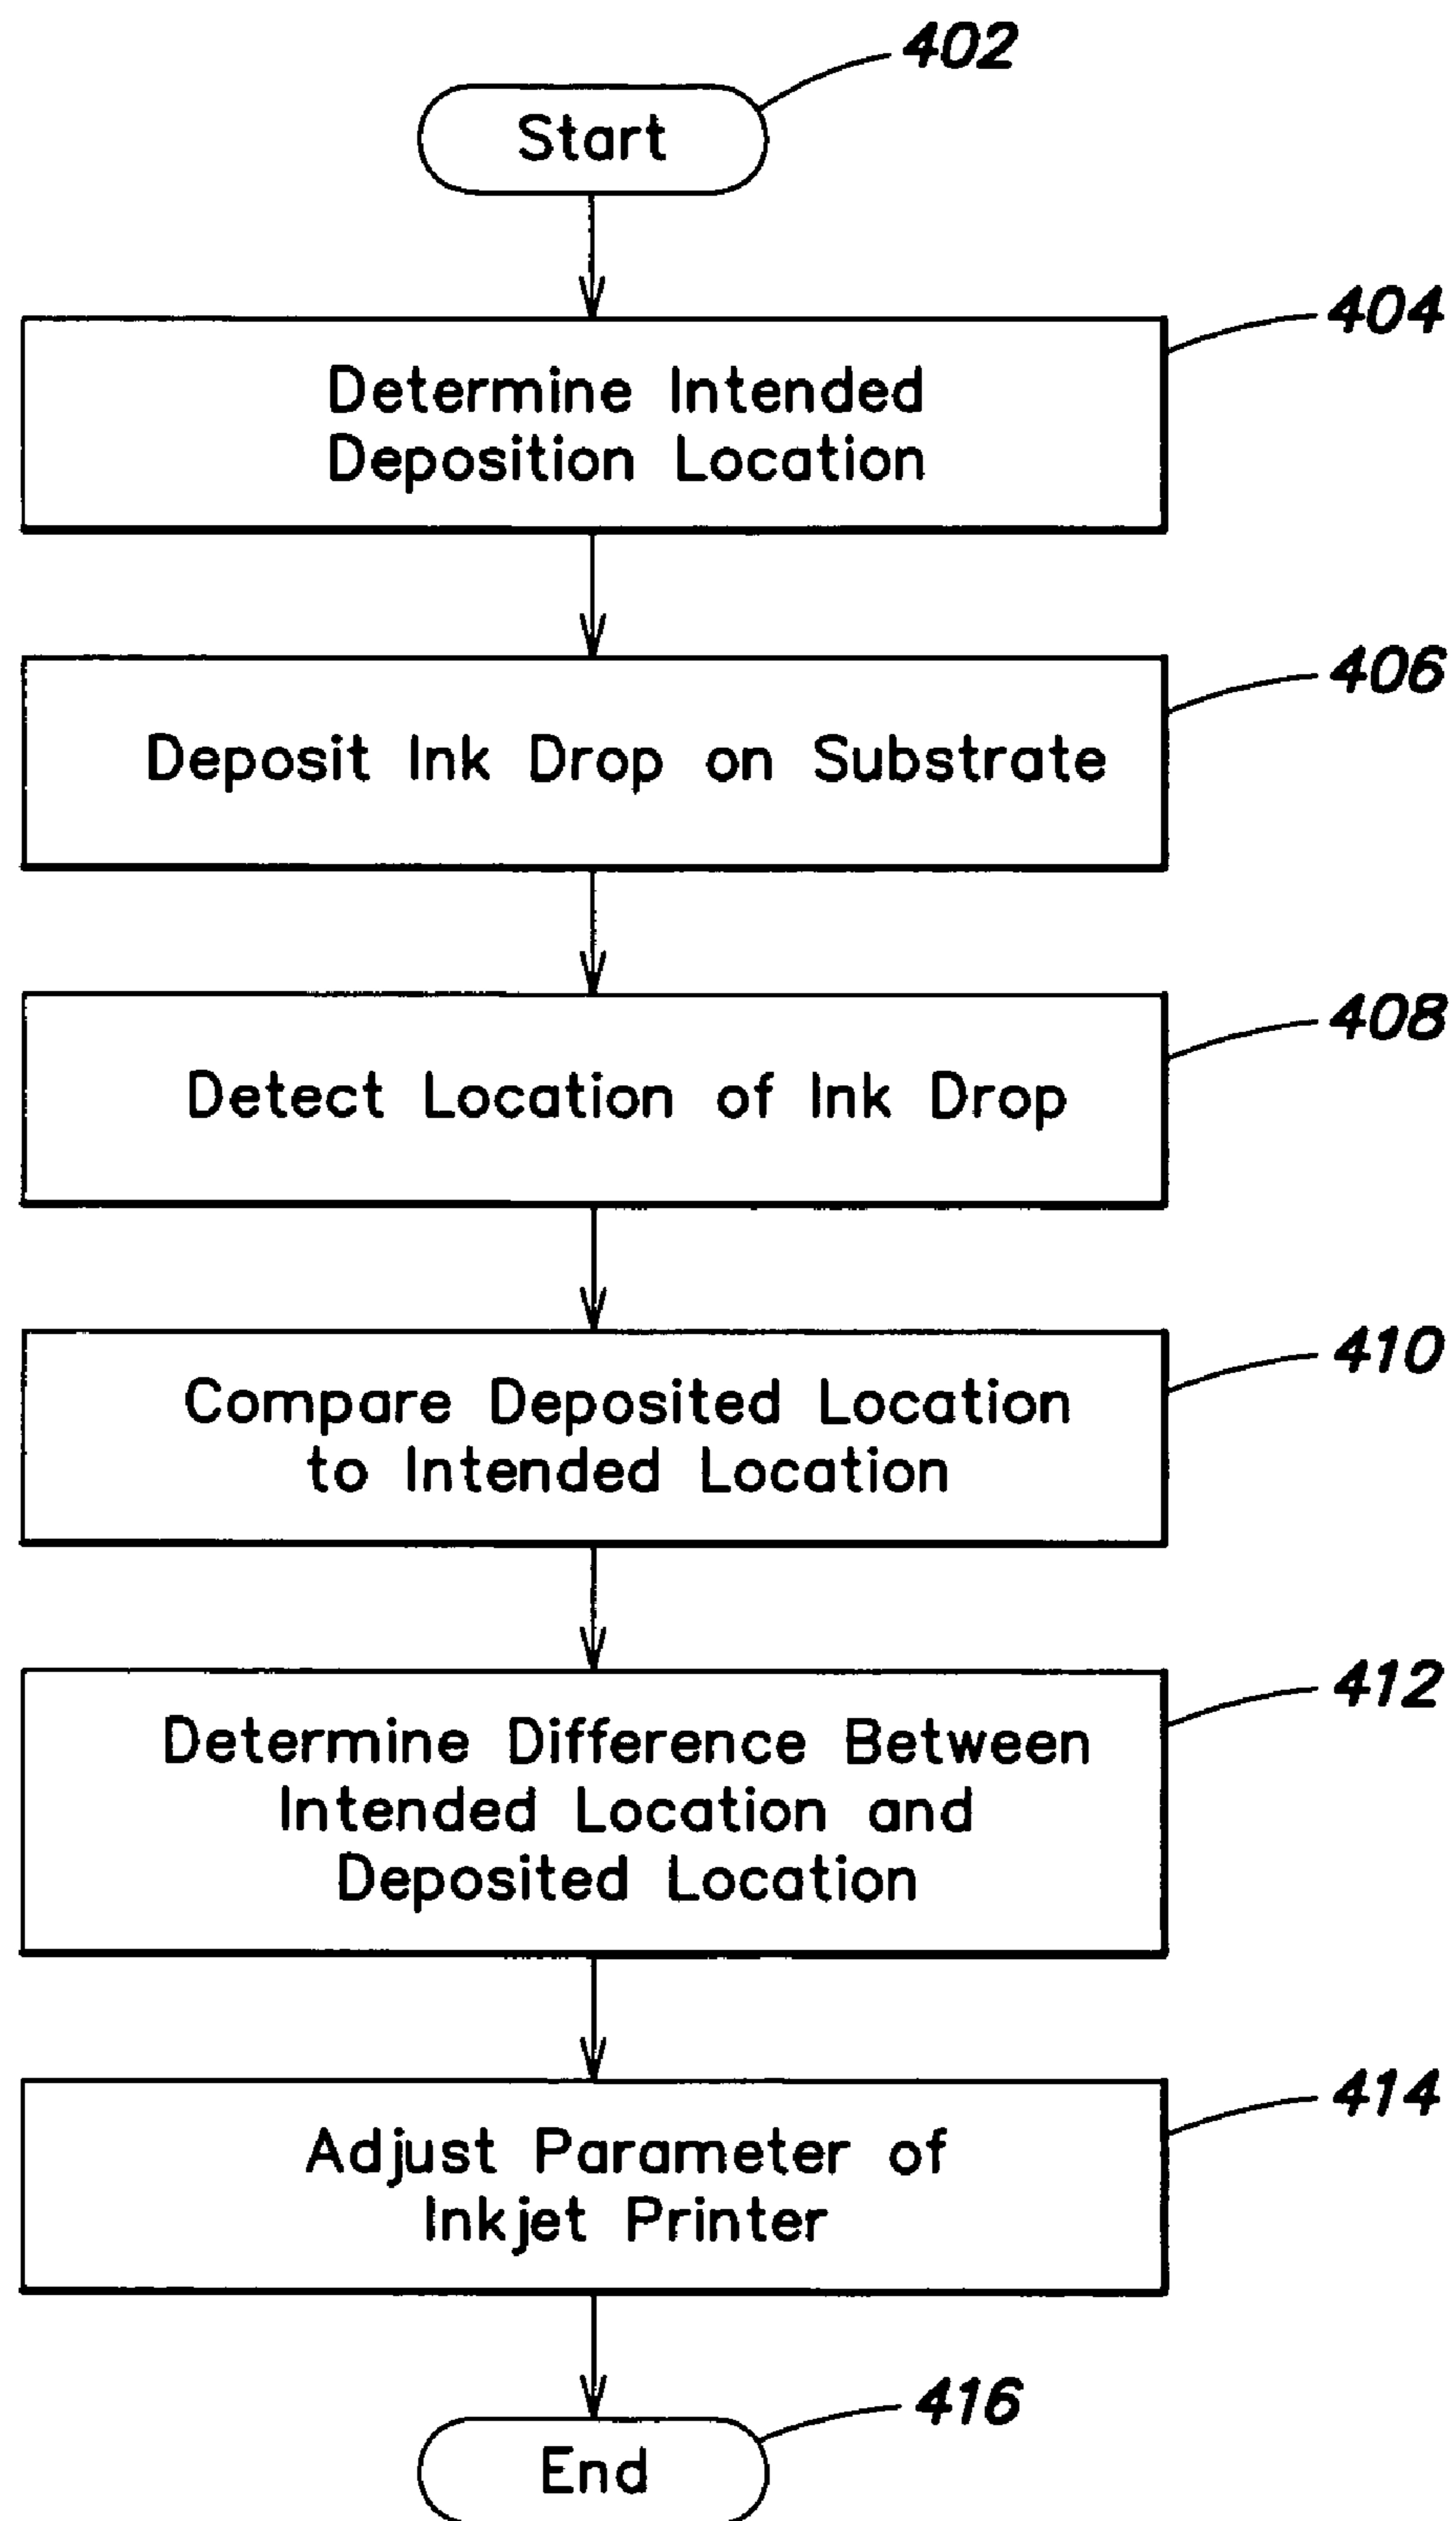 402
Start
404
Determine Intended
Deposition Location
406
Deposit Ink Drop on Substrate
408
Detect Location of Ink Drop
410
Compare Deposited Location
to Intended Location
412
Determine Difference Between
Intended Location and
Deposited Location
414
Adjust Parameter of
Inkjet Printer
416
End